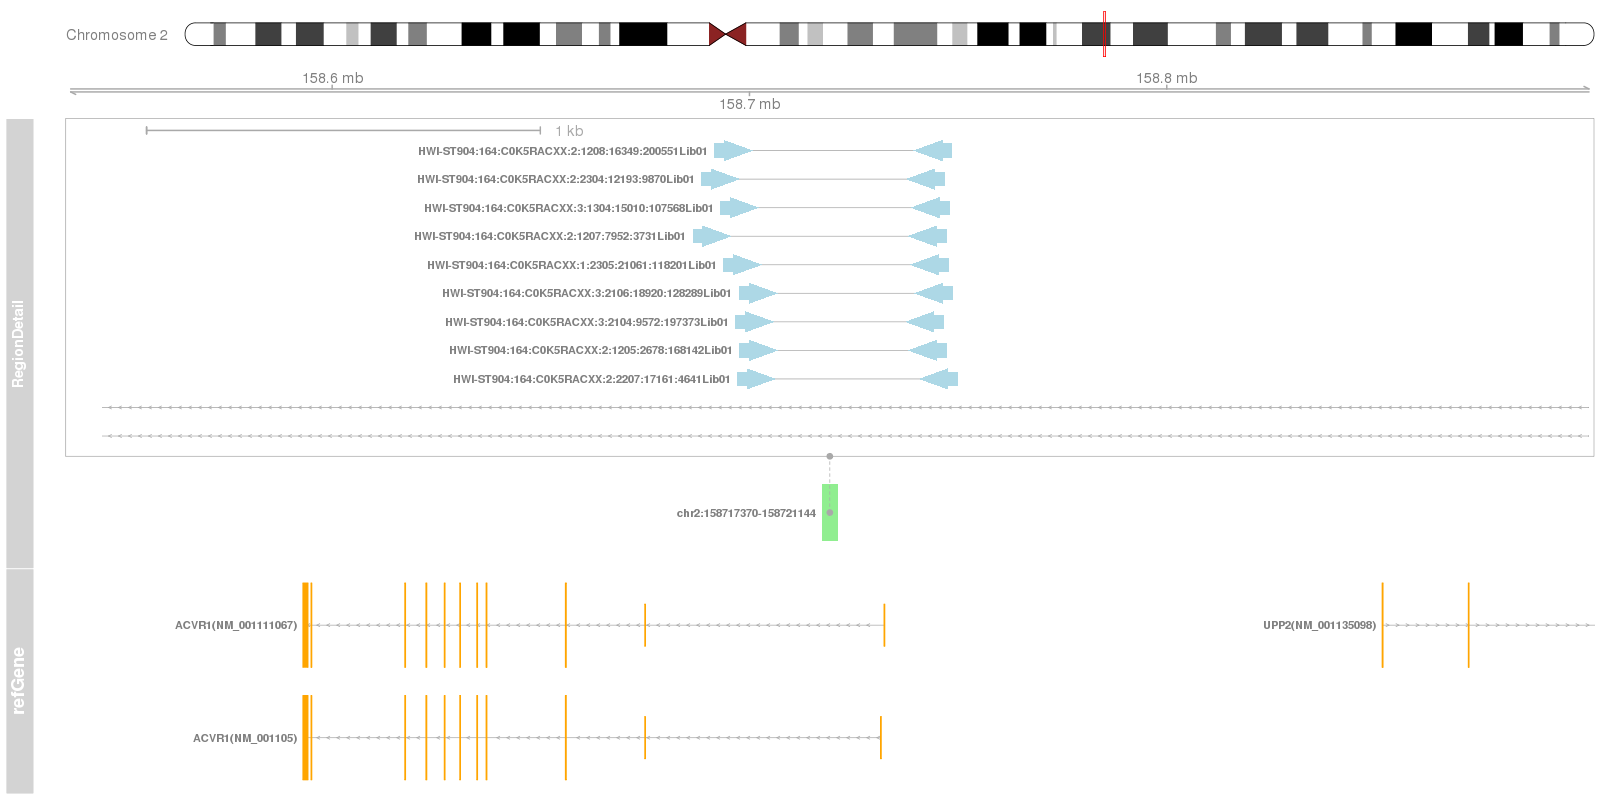 Chromosome 2
158.6 mb
158.8 mb
158.7 mb
1 kb
HWI-ST904:164:C0K5RACXX:2:1208:16349:200551Lib01
HWI-ST904:164:C0K5RACXX:2:2304:12193:9870Lib01
HWI-ST904:164:C0K5RACXX:3:1304:15010:107568Lib01
HWI-ST904:164:C0K5RACXX:2:1207:7952:3731Lib01
HWI-ST904:164:C0K5RACXX:1:2305:21061:118201Lib01
HWI-ST904:164:C0K5RACXX:3:2106:18920:128289Lib01
HWI-ST904:164:C0K5RACXX:3:2104:9572:197373Lib01
HWI-ST904:164:C0K5RACXX:2:1205:2678:168142Lib01
HWI-ST904:164:C0K5RACXX:2:2207:17161:4641Lib01
RegionDetail
chr2:158717370-158721144
ACVR1(NM_001111067)
UPP2(NM_001135098)
refGene
ACVR1(NM_001105)